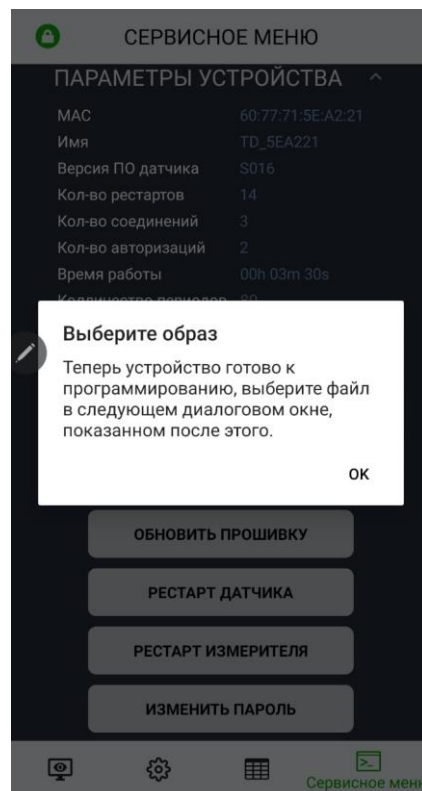 СЕРВИСНОЕ МЕНЮ
ПАРАМЕТРЫ УСТРОЙСТВА
MAC 60:77:71:5E:A2:21
Имя TD_5EA221
Версия ПО датчика S016
Кол-во рестартов 14
Кол-во соединений 3
Кол-во авторизаций 2
Время работы 00h 03m 30s
Выберите образ
Теперь устройство готово к
программированию, выберите файл
в следующем диалоговом окне,
показанном после этого.
OK
ОБНОВИТЬ ПРОШИВКУ
РЕСТАРТ ДАТЧИКА
РЕСТАРТ ИЗМЕРИТЕЛЯ
ИЗМЕНИТЬ ПАРОЛЬ
Сервисное меню